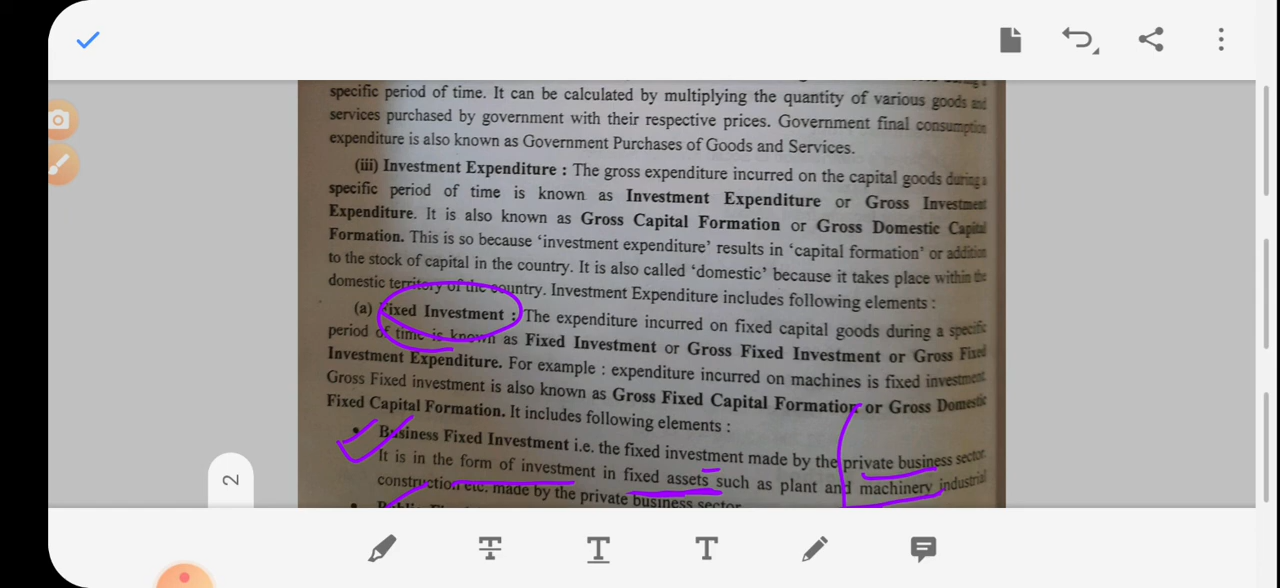 specific period of time. It can be calculated by multiplying the quantity of various goods and
services purchased by government with their respective prices. Government final consumption
expenditure is also known as Government Purchases of Goods and Services.
(iii) Investment Expenditure : The gross expenditure incurred on the capital goods during a
specific period of time is known as Investment Expenditure or Gross Investment
Expenditure. It is also known as Gross Capital Formation or Gross Domestic Capital
Formation. This is so because ‘investment expenditure’ results in ‘capital formation’ or addition
to the stock of capital in the country. It is also called ‘domestic’ because it takes place within the
domestic territory of the country. Investment Expenditure includes following elements :
(a) Fixed Investment : The expenditure incurred on fixed capital goods during a specific
period of time is known as Fixed Investment or Gross Fixed Investment or Gross Fixed
Investment Expenditure. For example : expenditure incurred on machines is fixed investment.
Gross Fixed investment is also known as Gross Fixed Capital Formation or Gross Domestic
Fixed Capital Formation. It includes following elements :
• Business Fixed Investment i.e. the fixed investment made by the private business sector.
It is in the form of investment in fixed assets such as plant and machinery industrial
construction etc. made by the private business sector.
2